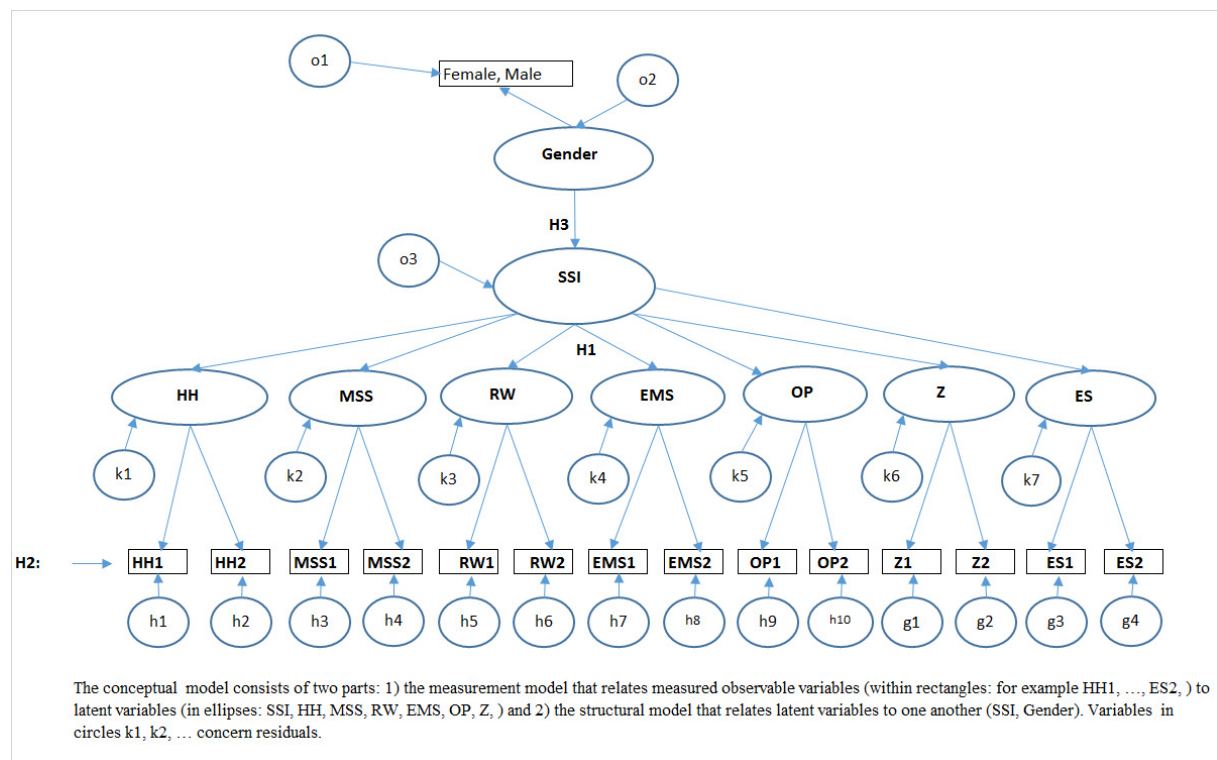 o1
Female, Male
o2
Gender
H3
o3
SSI
H1
HH MSS RW EMS OP Z ES
k1 k2 k3 k4 k5 k6 k7
H2: HH1 HH2 MSS1 MSS2 RW1 RW2 EMS1 EMS2 OP1 OP2 Z1 Z2 ES1 ES2
h1 h2 h3 h4 h5 h6 h7 h8 h9 h10 g1 g2 g3 g4
The conceptual model consists of two parts: 1) the measurement model that relates measured observable variables (within rectangles: for example HH1, …, ES2, ) to
latent variables (in ellipses: SSI, HH, MSS, RW, EMS, OP, Z, ) and 2) the structural model that relates latent variables to one another (SSI, Gender). Variables in
circles k1, k2, … concern residuals.